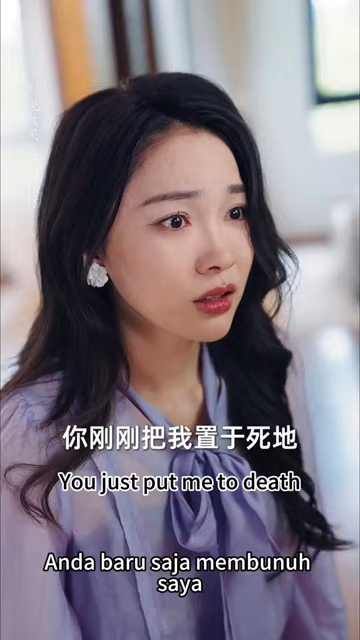 你刚刚把我置于死地
You just put me to death
Anda baru saja membunuh
saya